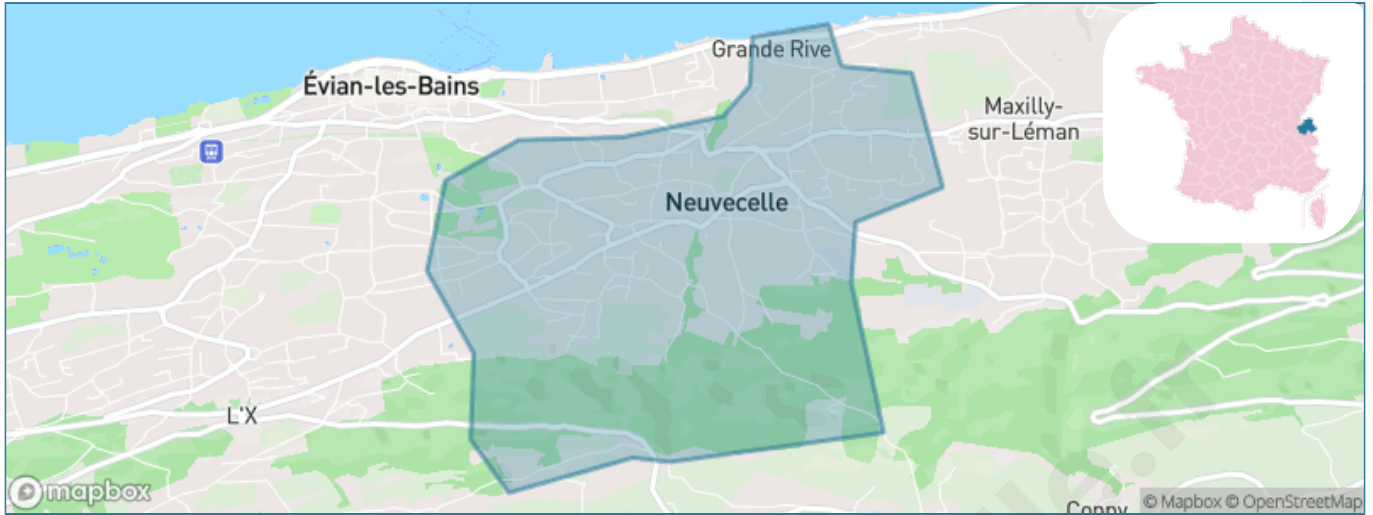 Grande Rive
Évian-les-Bains
Maxilly-
sur-Léman
Neuvecelle
L'X
mapbox
© Mapbox © OpenStreetMap